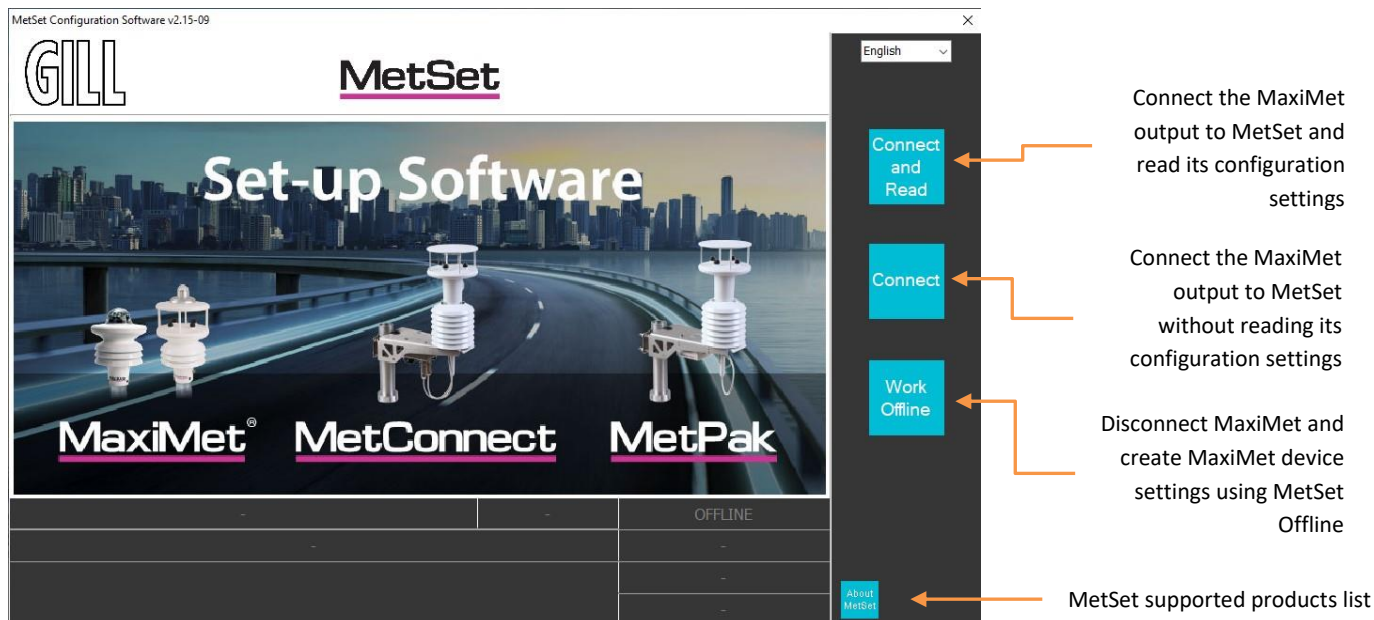 MetSet Configuration Software v2.15-09
GILL
MetSet
English
Set-up Software
MaxiMet®
MetConnect
MetPak
-
-
OFFLINE
-
-
-
-
Connect
and
Read
Connect
Work
Offline
About
MetSet
Connect the MaxiMet
output to MetSet and
read its configuration
settings
Connect the MaxiMet
output to MetSet
without reading its
configuration settings
Disconnect MaxiMet and
create MaxiMet device
settings using MetSet
Offline
MetSet supported products list